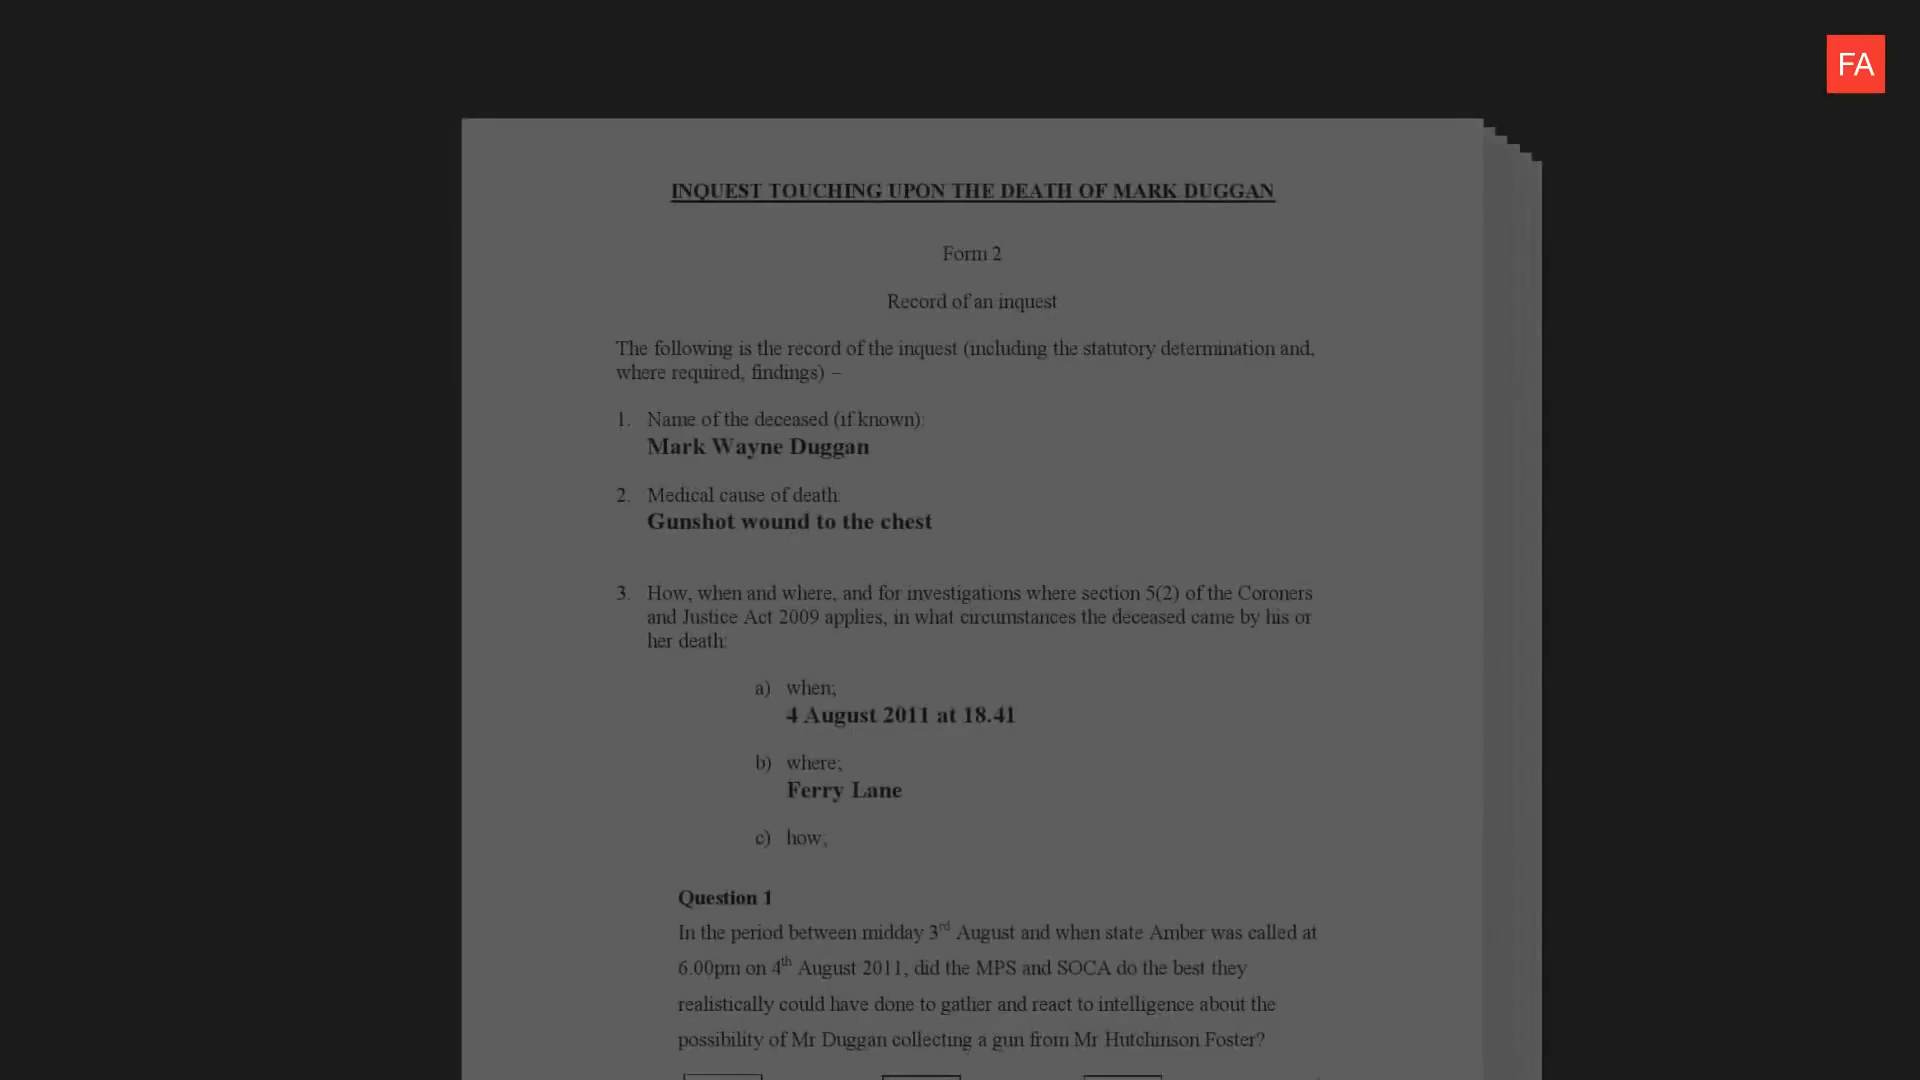 FA
INQUEST TOUCHING UPON THE DEATH OF MARK DUGGAN
Form 2
Record of an inquest
The following is the record of the inquest (including the statutory determination and,
where required, findings) –
1. Name of the deceased (if known):
Mark Wayne Duggan
2. Medical cause of death:
Gunshot wound to the chest
3. How, when and where, and for investigations where section 5(2) of the Coroners
and Justice Act 2009 applies, in what circumstances the deceased came by his or
her death:
a) when;
4 August 2011 at 18.41
b) where;
Ferry Lane
c) how;
Question 1
In the period between midday 3rd August and when state Amber was called at
6.00pm on 4th August 2011, did the MPS and SOCA do the best they
realistically could have done to gather and react to intelligence about the
possibility of Mr Duggan collecting a gun from Mr Hutchinson Foster?